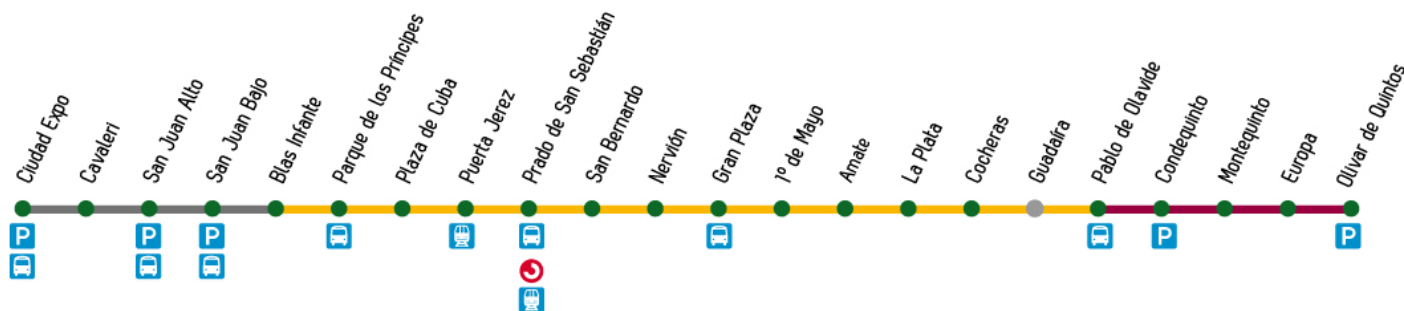 Ciudad Expo
Cavaleri
San Juan Alto
San Juan Bajo
Blas Infante
Parque de los Príncipes
Plaza de Cuba
Puerta Jerez
Prado de San Sebastián
San Bernardo
Nervión
Gran Plaza
1º de Mayo
Amate
La Plata
Cocheras
Guadaíra
Pablo de Olavide
Condequinto
Montequinto
Europa
Olivar de Quintos
P
P
P
P
P